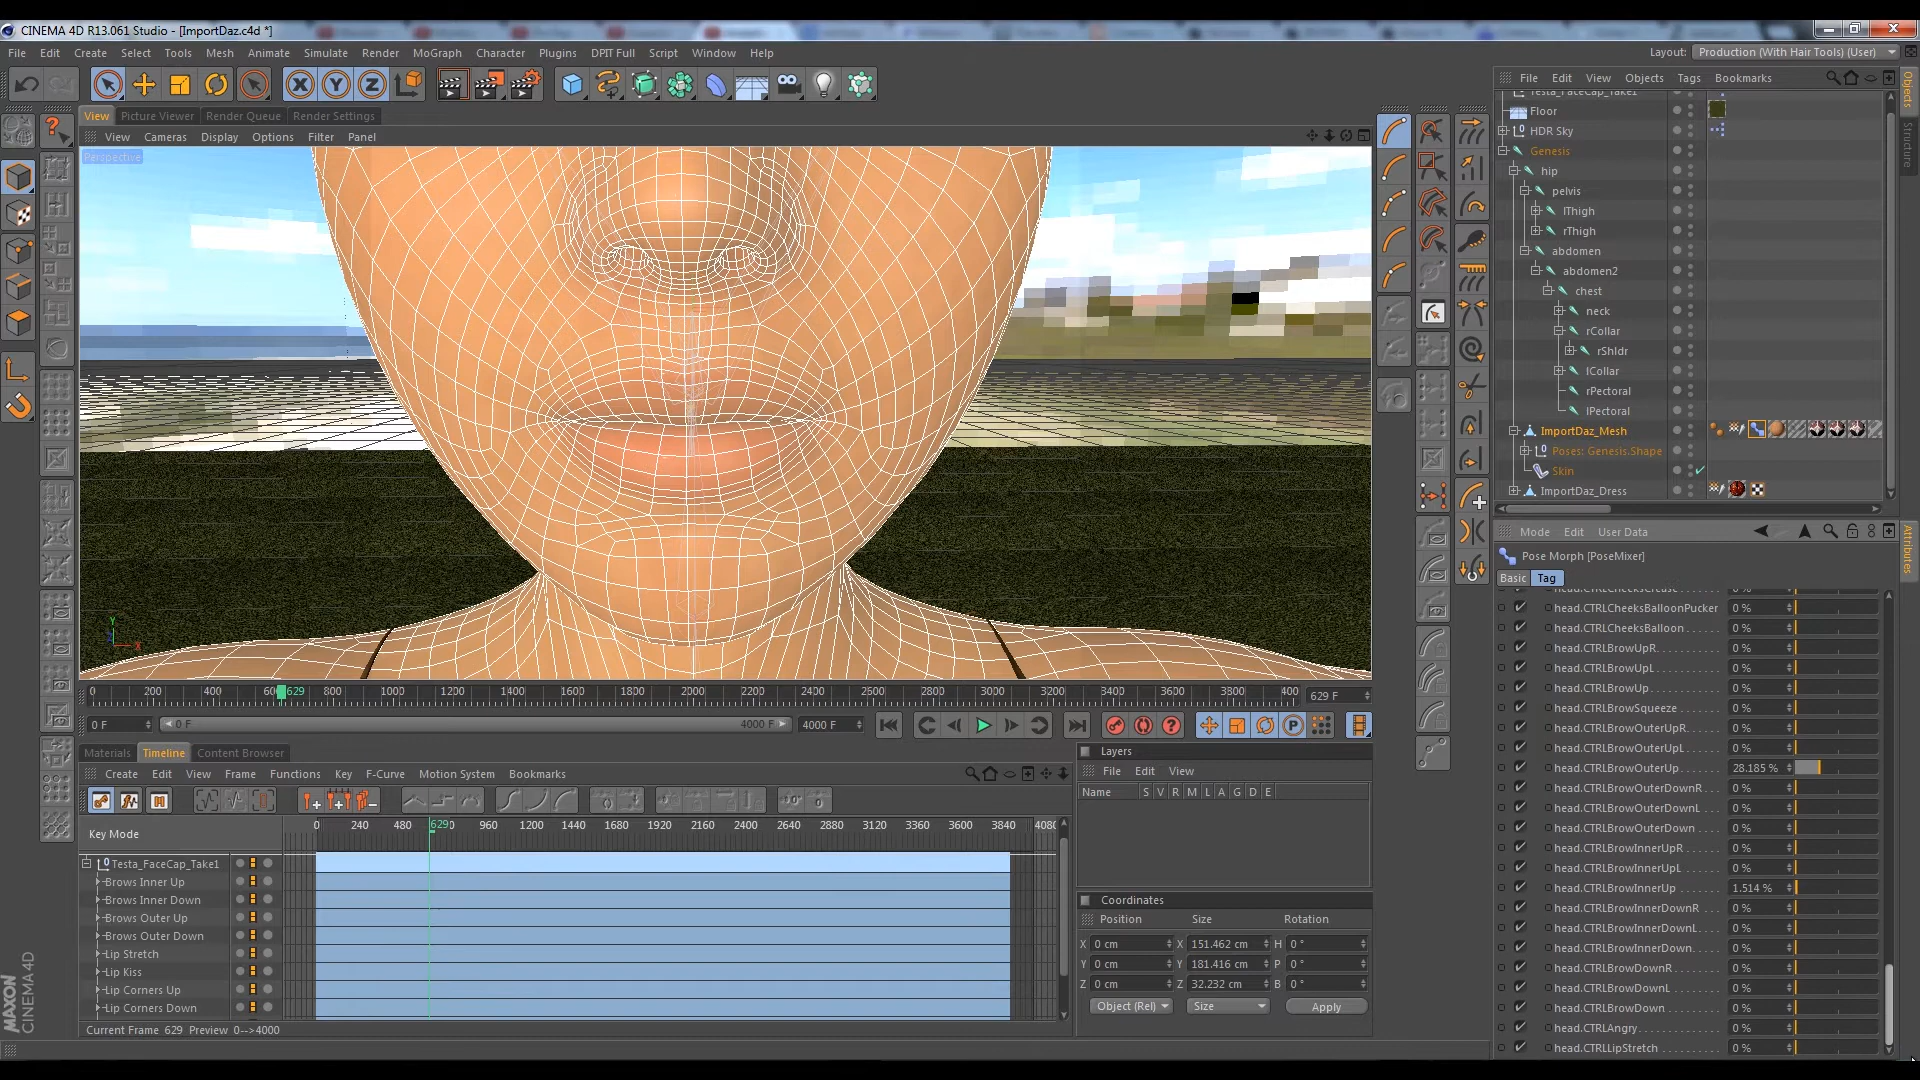 CINEMA 4D R13.061 Studio - [ImportDaz.c4d *]
File Edit Create Select Tools Mesh Animate Simulate Render MoGraph Character Plugins DPIT Full Script Window Help
Layout: Production (With Hair Tools) (User)
X Y Z
View Picture Viewer Render Queue Render Settings
View Cameras Display Options Filter Panel
Perspective
Y
X
0 200 400 600 629 800 1000 1200 1400 1600 1800 2000 2200 2400 2600 2800 3000 3200 3400 3600 3800 400
629 F
0 F
0 F
4000 F
4000 F
P
Materials Timeline Content Browser
Create Edit View Frame Functions Key F-Curve Motion System Bookmarks
Key Mode
0 240 480 629 960 1200 1440 1680 1920 2160 2400 2640 2880 3120 3360 3600 3840 4080
Testa_FaceCap_Take1
Brows Inner Up
Brows Inner Down
Brows Outer Up
Brows Outer Down
Lip Stretch
Lip Kiss
Lip Corners Up
Lip Corners Down
Current Frame 629 Preview 0-->4000
MAXON
CINEMA 4D
Layers
File Edit View
Name S V R M L A G D E
Coordinates
Position Size Rotation
X 0 cm X 151.462 cm H 0 °
Y 0 cm Y 181.416 cm P 0 °
Z 0 cm Z 32.232 cm B 0 °
Object (Rel) Size Apply
File Edit View Objects Tags Bookmarks
Testa_FaceCap_Take1
Floor
HDR Sky
Genesis
hip
pelvis
lThigh
rThigh
abdomen
abdomen2
chest
neck
rCollar
rShldr
lCollar
rPectoral
lPectoral
ImportDaz_Mesh
Poses: Genesis.Shape
Skin
ImportDaz_Dress
Objects
Structure
Mode Edit User Data
Attributes
Pose Morph [PoseMixer]
Basic Tag
head.CTRLCheeksCrease
head.CTRLCheeksBalloonPucker 0 %
head.CTRLCheeksBalloon . . . . . . 0 %
head.CTRLBrowUpR. . . . . . . . . . 0 %
head.CTRLBrowUpL . . . . . . . . . . 0 %
head.CTRLBrowUp. . . . . . . . . . . 0 %
head.CTRLBrowSqueeze . . . . . . 0 %
head.CTRLBrowOuterUpR. . . . . . 0 %
head.CTRLBrowOuterUpL . . . . . . 0 %
head.CTRLBrowOuterUp. . . . . . . 28.185 %
head.CTRLBrowOuterDownR . . . 0 %
head.CTRLBrowOuterDownL. . . . 0 %
head.CTRLBrowOuterDown . . . . 0 %
head.CTRLBrowInnerUpR . . . . . . 0 %
head.CTRLBrowInnerUpL. . . . . . . 0 %
head.CTRLBrowInnerUp . . . . . . . 1.514 %
head.CTRLBrowInnerDownR . . . . 0 %
head.CTRLBrowInnerDownL. . . . . 0 %
head.CTRLBrowInnerDown. . . . . . 0 %
head.CTRLBrowDownR . . . . . . . . 0 %
head.CTRLBrowDownL . . . . . . . . 0 %
head.CTRLBrowDown . . . . . . . . . 0 %
head.CTRLAngry. . . . . . . . . . . . . 0 %
head.CTRLLipStretch . . . . . . . . . 0 %